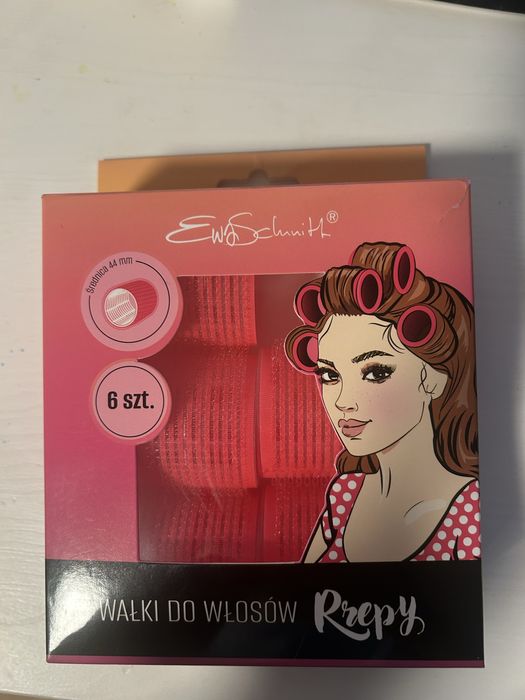 EwaSchmitt®
Średnica 44 mm
6 szt.
WAŁKI DO WŁOSÓW Rzepy